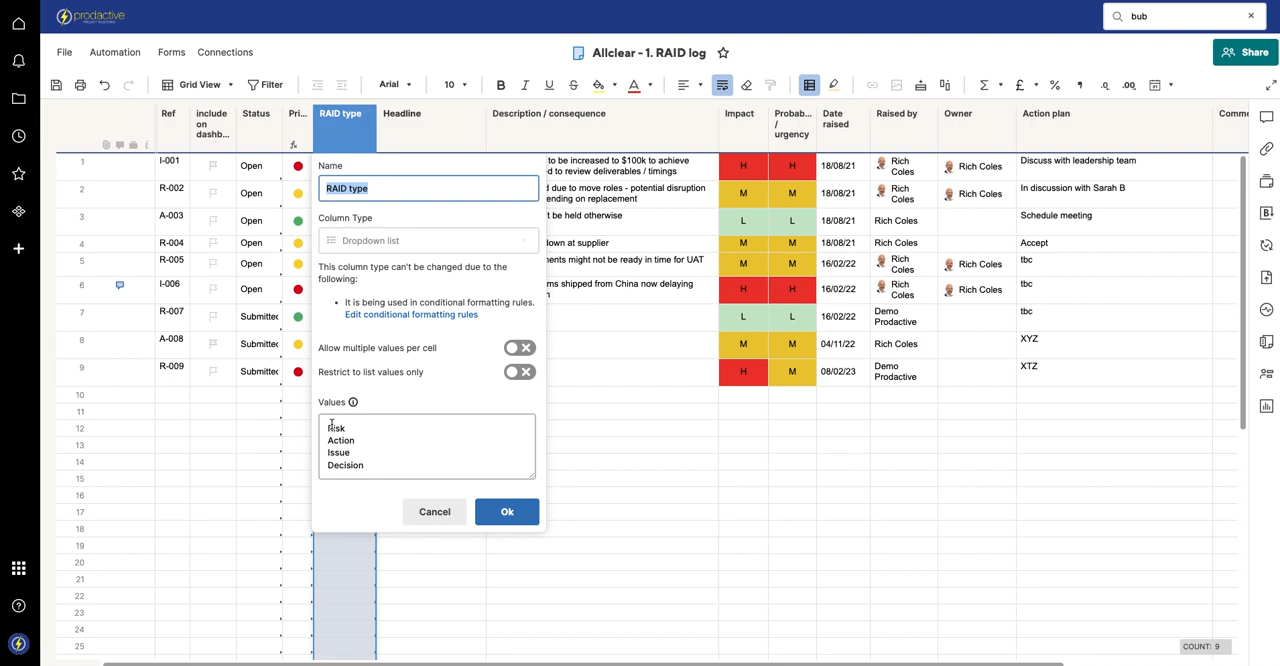 prodactive
PROJECT SOLUTIONS
bub
File
Automation
Forms
Connections
Allclear - 1. RAID log
Share
Grid View
Filter
Arial
10
Ref
include on dashb...
Status
Pri...
RAID type
Headline
Description / consequence
Impact
Probab... / urgency
Date raised
Raised by
Owner
Action plan
Comme
1 I-001 Open to be increased to $100k to achieve H H 18/08/21 Rich Coles Rich Coles Discuss with leadership team
d to review deliverables / timings
2 R-002 Open d due to move roles - potential disruption M M 18/08/21 Rich Coles Rich Coles In discussion with Sarah B
ending on replacement
3 A-003 Open 't be held otherwise L L 18/08/21 Rich Coles Schedule meeting
4 R-004 Open down at supplier M M 18/08/21 Rich Coles Accept
5 R-005 Open ments might not be ready in time for UAT M M 16/02/22 Rich Coles Rich Coles tbc
6 I-006 Open ms shipped from China now delaying H H 16/02/22 Rich Coles Rich Coles tbc
7 R-007 Submitted L L 16/02/22 Demo Prodactive tbc
8 A-008 Submitted M M 04/11/22 Rich Coles XYZ
9 R-009 Submitted H M 08/02/23 Demo Prodactive XTZ
10
11
12
13
14
15
16
17
18
19
20
21
22
23
24
25
Name
RAID type
Column Type
Dropdown list
This column type can't be changed due to the
following:
• It is being used in conditional formatting rules.
Edit conditional formatting rules
Allow multiple values per cell
Restrict to list values only
Values
Risk
Action
Issue
Decision
Cancel
Ok
COUNT: 9